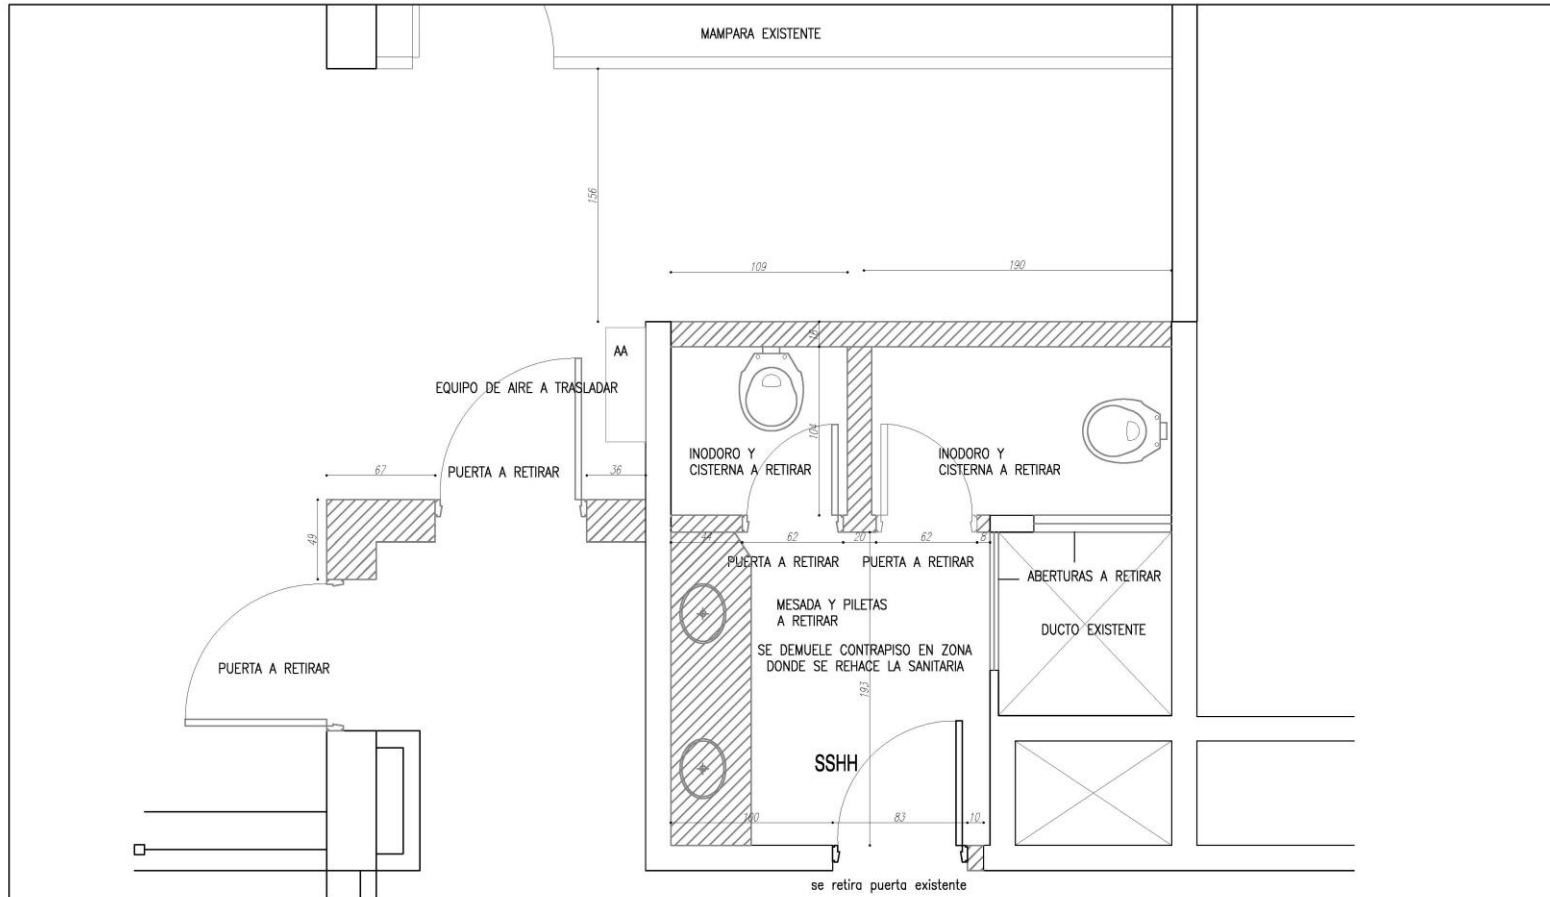 MAMPARA EXISTENTE
156
109
190
AA
15
EQUIPO DE AIRE A TRASLADAR
104
INODORO Y
CISTERNA A RETIRAR
INODORO Y
CISTERNA A RETIRAR
67
PUERTA A RETIRAR
36
49
44
62
20
62
8
PUERTA A RETIRAR
PUERTA A RETIRAR
ABERTURAS A RETIRAR
MESADA Y PILETAS
A RETIRAR
DUCTO EXISTENTE
SE DEMUELE CONTRAPISO EN ZONA
DONDE SE REHACE LA SANITARIA
PUERTA A RETIRAR
193
SSHH
100
83
10
se retira puerta existente